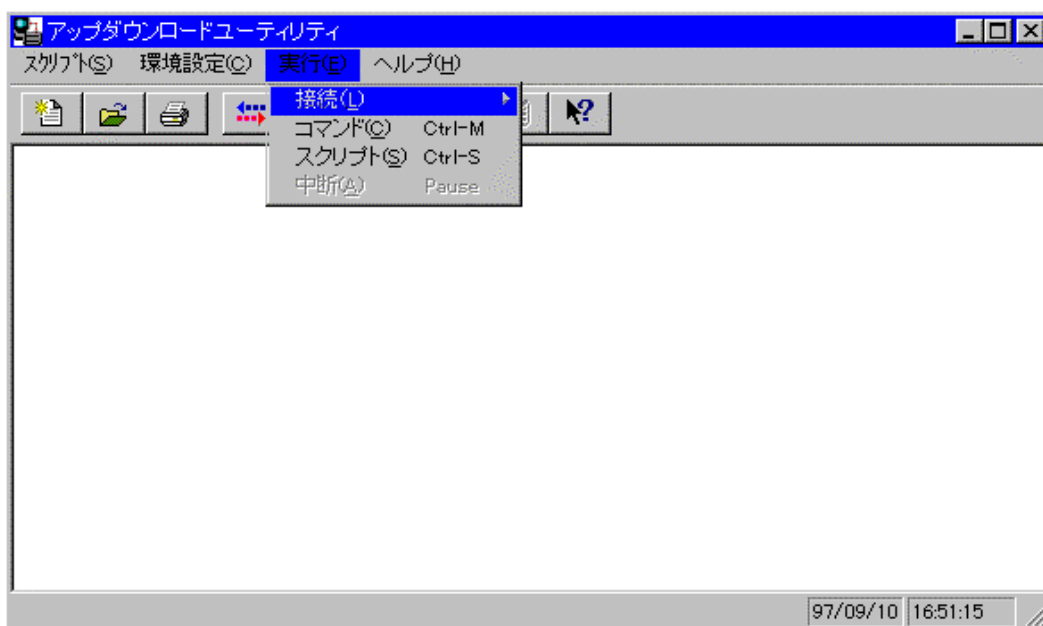 アップダウンロードユーティリティ
スクリプト(S) 環境設定(C) 実行(E) ヘルプ(H)
接続(L)
コマンド(C) Ctrl-M
スクリプト(S) Ctrl-S
中断(A) Pause
97/09/10 16:51:15